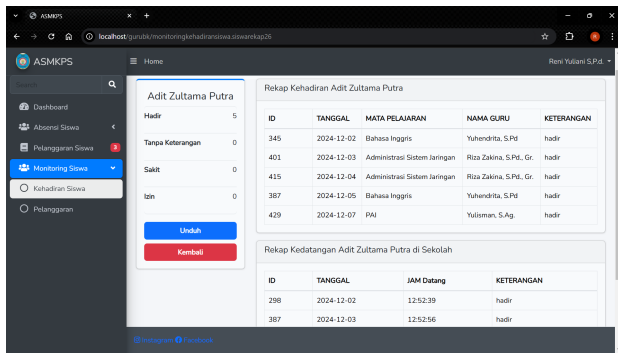 ASMKPS
localhost/gurubk/monitoringkehadiransiswa.siswarekap26
ASMKPS
Home
Reni Yuliani S.Pd.
Search
Dashboard
Absensi Siswa
Pelanggaran Siswa 3
Monitoring Siswa
Kehadiran Siswa
Pelanggaran
Adit Zultama Putra
Hadir 5
Tanpa Keterangan 0
Sakit 0
Izin 0
Unduh
Kembali
Rekap Kehadiran Adit Zultama Putra
ID TANGGAL MATA PELAJARAN NAMA GURU KETERANGAN
345 2024-12-02 Bahasa Inggris Yuhendrita, S.Pd hadir
401 2024-12-03 Administrasi Sistem Jaringan Riza Zakina, S.Pd., Gr. hadir
415 2024-12-04 Administrasi Sistem Jaringan Riza Zakina, S.Pd., Gr. hadir
387 2024-12-05 Bahasa Inggris Yuhendrita, S.Pd hadir
429 2024-12-07 PAI Yulisman, S.Ag. hadir
Rekap Kedatangan Adit Zultama Putra di Sekolah
ID TANGGAL JAM Datang KETERANGAN
298 2024-12-02 12:52:39 hadir
387 2024-12-03 12:52:56 hadir
Instagram Facebook